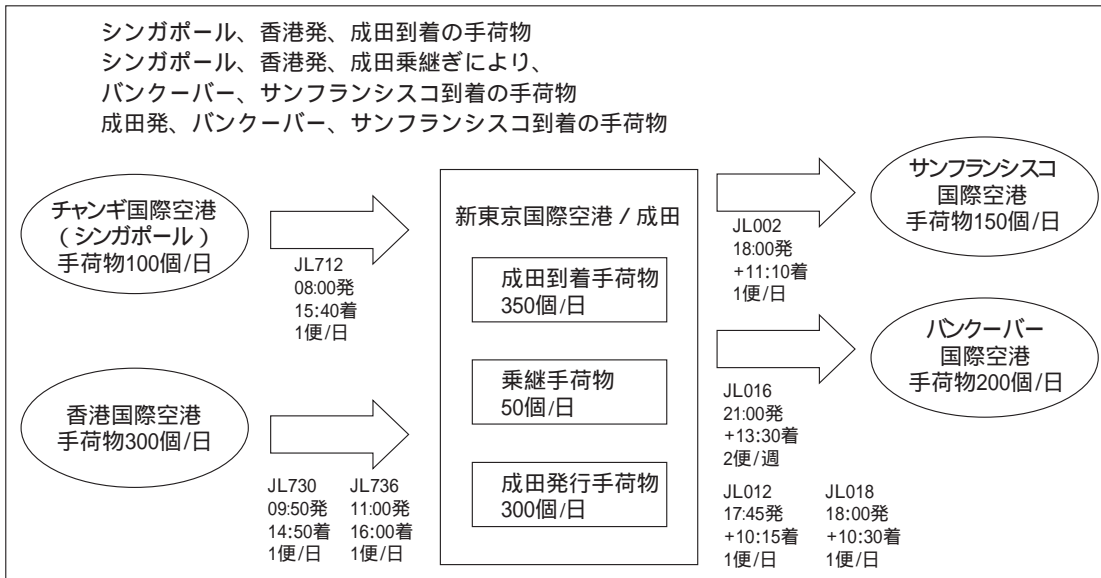 シンガポール、香港発、成田到着の手荷物
シンガポール、香港発、成田乗継ぎにより、
バンクーバー、サンフランシスコ到着の手荷物
成田発、バンクーバー、サンフランシスコ到着の手荷物
チャンギ国際空港
（シンガポール）
手荷物100個/日
JL712
08:00発
15:40着
1便/日
香港国際空港
手荷物300個/日
JL730
09:50発
14:50着
1便/日
JL736
11:00発
16:00着
1便/日
新東京国際空港 / 成田
成田到着手荷物
350個/日
乗継手荷物
50個/日
成田発行手荷物
300個/日
JL002
18:00発
+11:10着
1便/日
サンフランシスコ
国際空港
手荷物150個/日
JL016
21:00発
+13:30着
2便/週
JL012
17:45発
+10:15着
1便/日
JL018
18:00発
+10:30着
1便/日
バンクーバー
国際空港
手荷物200個/日